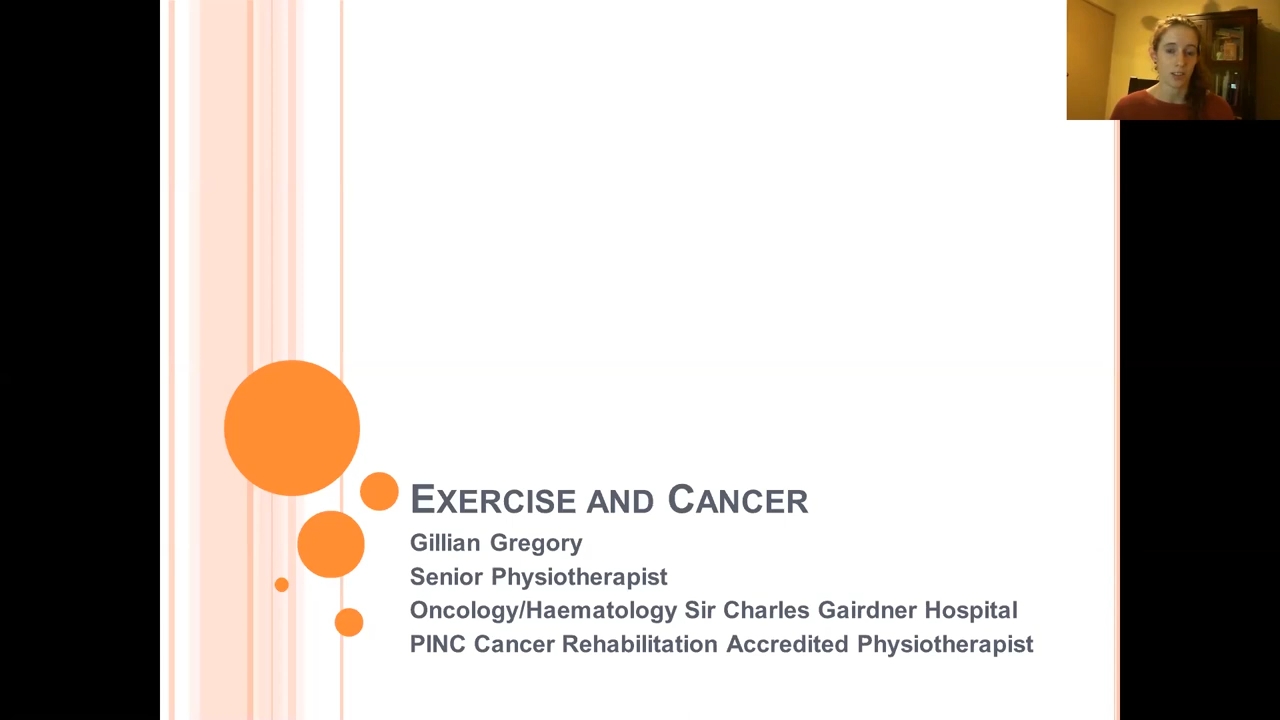 EXERCISE AND CANCER
Gillian Gregory
Senior Physiotherapist
Oncology/Haematology Sir Charles Gairdner Hospital
PINC Cancer Rehabilitation Accredited Physiotherapist